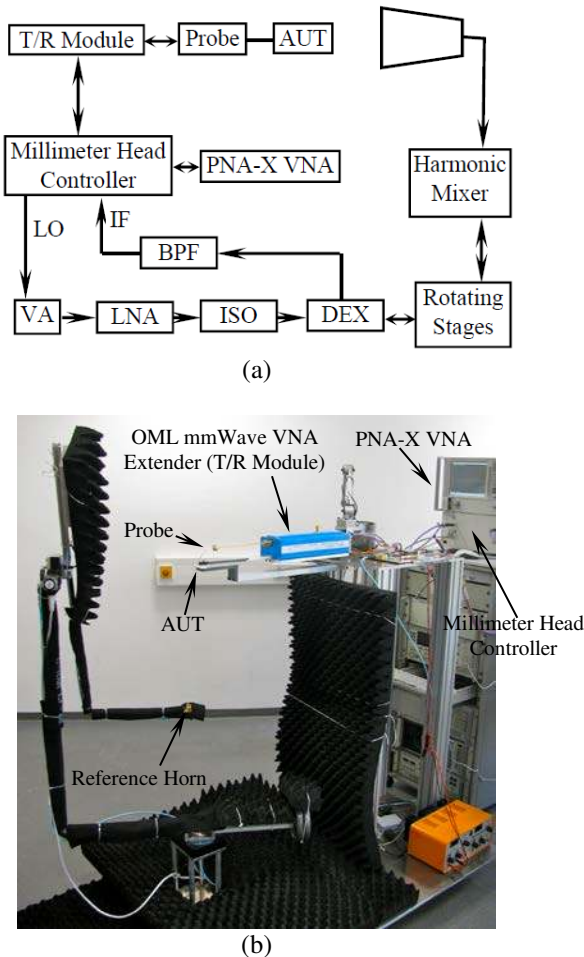 T/R Module
Probe
AUT
Millimeter Head
Controller
PNA-X VNA
Harmonic
Mixer
LO
IF
BPF
VA
LNA
ISO
DEX
Rotating
Stages
(a)
OML mmWave VNA
Extender (T/R Module)
PNA-X VNA
Probe
AUT
Millimeter Head
Controller
Reference Horn
(b)